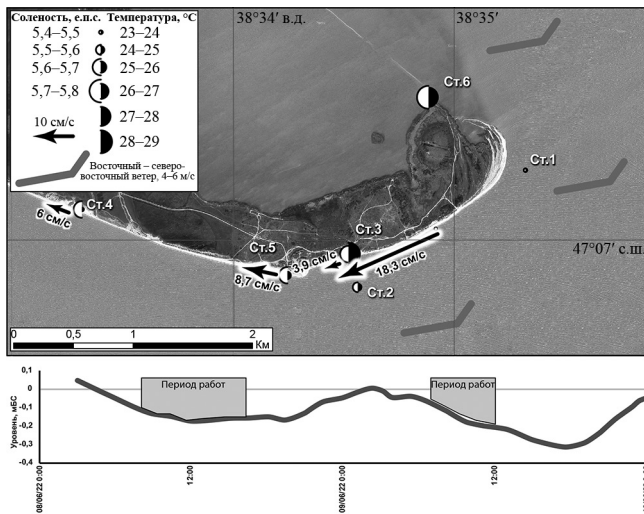 38°34′ в.д.
38°35′
Соленость, е.п.с. Температура, °С
5,4–5,5 23–24
5,5–5,6 24–25
5,6–5,7 25–26
5,7–5,8 26–27
27–28
10 см/с
28–29
Восточный – северо-
восточный ветер, 4–6 м/с
Ст.6
Ст.1
Ст.4
6 см/с
Ст.3
Ст.5
47°07′ с.ш.
3,9 см/с
18,3 см/с
8,7 см/с
Ст.2
0 0,5 1 2
Км
0,1
0
-0,1
-0,2
-0,3
-0,4
Уровень, мБС
Период работ
Период работ
08/06/22 0:00
12:00
09/06/22 0:00
12:00